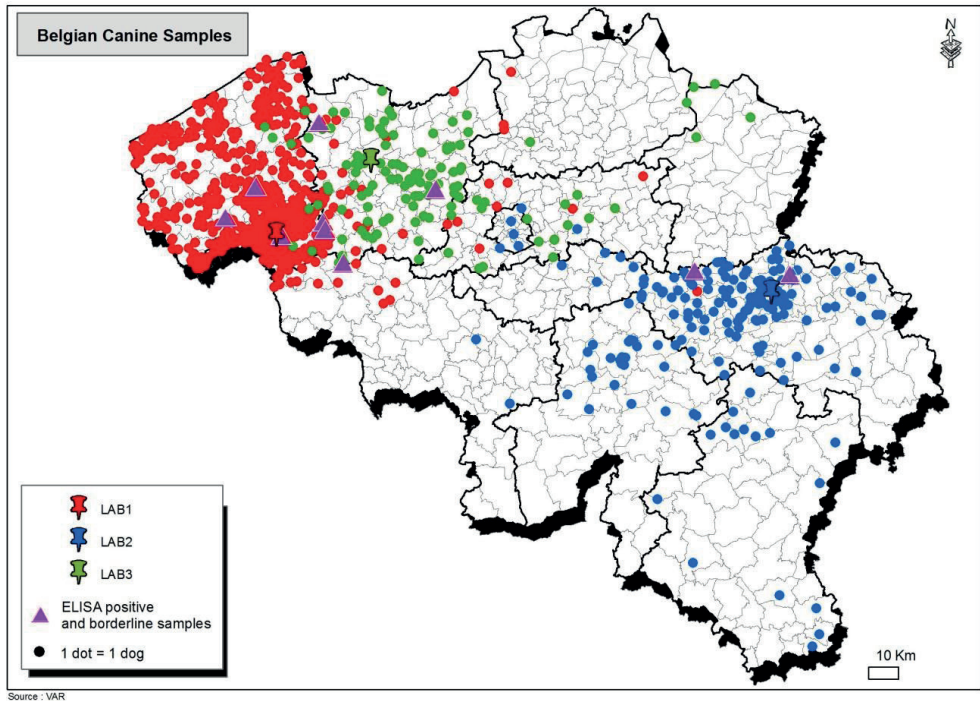 Belgian Canine Samples
N
LAB1
LAB2
LAB3
ELISA positive
and borderline samples
1 dot = 1 dog
10 Km
Source : VAR